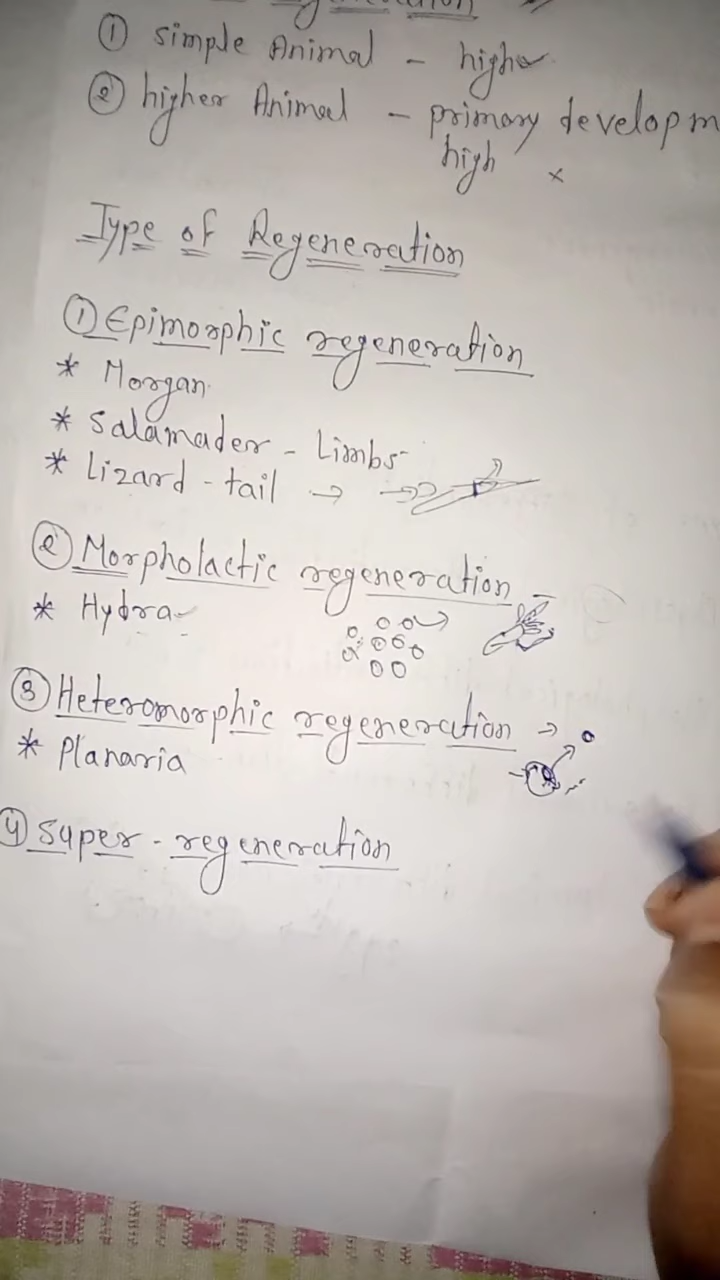 ① simple Animal - higher
② higher Animal - primary developm
high ×
Type of Regeneration
① Epimorphic regeneration
* Morgan
* Salamader - Limbs
* Lizard - tail →
② Morpholactic regeneration -
* Hydra
③ Heteromorphic regeneration →
* Planaria
④ Super-regeneration